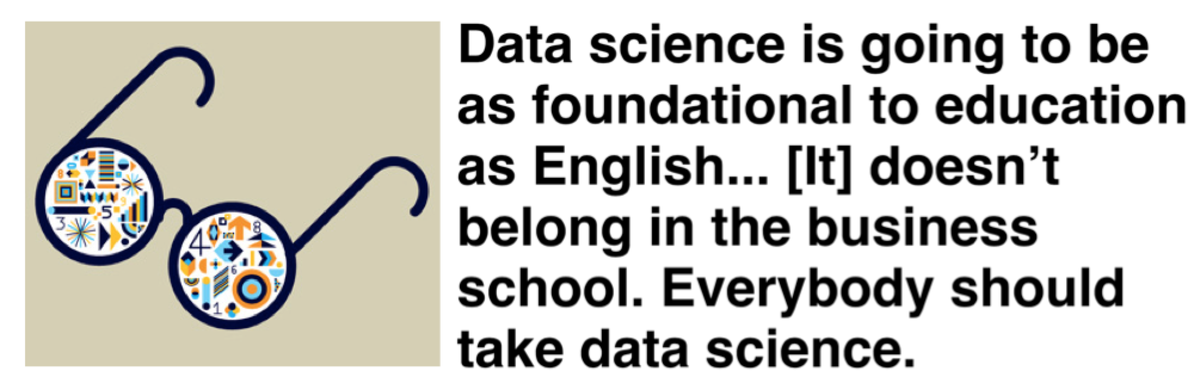 Data science is going to be
as foundational to education
as English... [It] doesn’t
belong in the business
school. Everybody should
take data science.
8
3
5
4
8
6
1